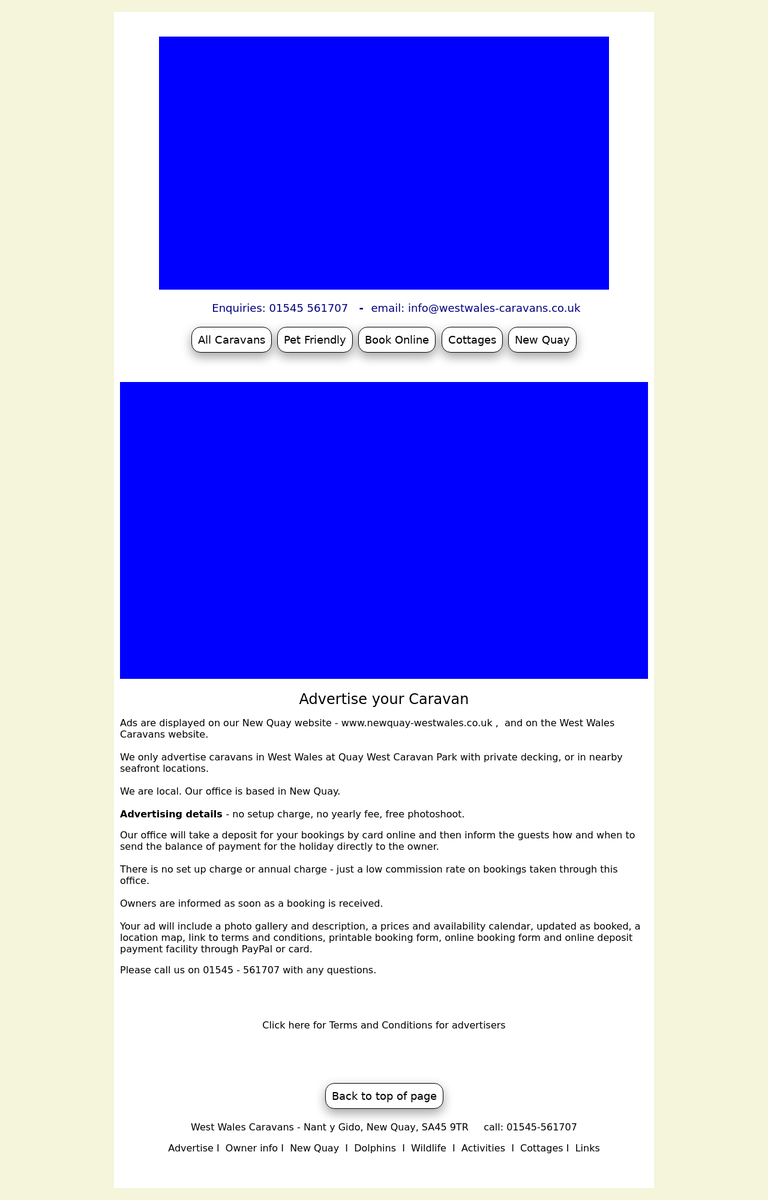 Enquiries: 01545 561707   -  email: info@westwales-caravans.co.uk
All Caravans Pet Friendly Book Online Cottages New Quay
Advertise your Caravan
Ads are displayed on our New Quay website - www.newquay-westwales.co.uk ,  and on the West Wales
Caravans website.
We only advertise caravans in West Wales at Quay West Caravan Park with private decking, or in nearby
seafront locations.
We are local. Our office is based in New Quay.
Advertising details - no setup charge, no yearly fee, free photoshoot.
Our office will take a deposit for your bookings by card online and then inform the guests how and when to
send the balance of payment for the holiday directly to the owner.
There is no set up charge or annual charge - just a low commission rate on bookings taken through this
office.
Owners are informed as soon as a booking is received.
Your ad will include a photo gallery and description, a prices and availability calendar, updated as booked, a
location map, link to terms and conditions, printable booking form, online booking form and online deposit
payment facility through PayPal or card.
Please call us on 01545 - 561707 with any questions.
Click here for Terms and Conditions for advertisers
Back to top of page
West Wales Caravans - Nant y Gido, New Quay, SA45 9TR     call: 01545-561707
Advertise I  Owner info I  New Quay  I  Dolphins  I  Wildlife  I  Activities  I  Cottages I  Links